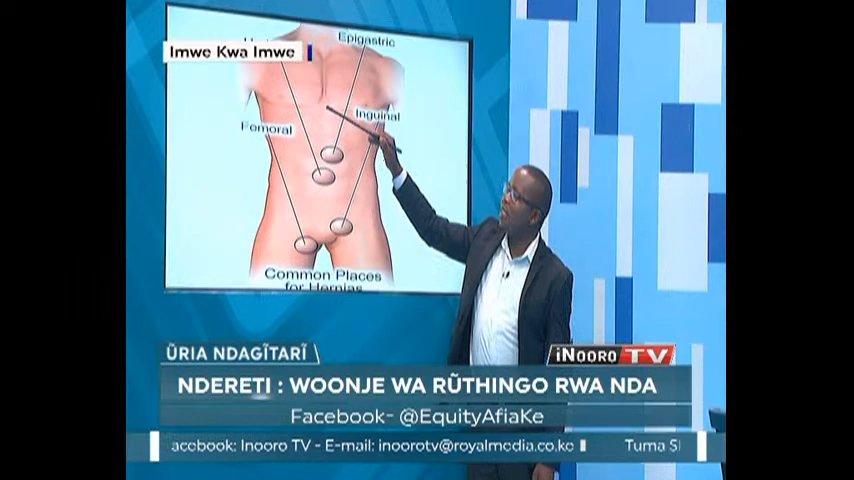 Imwe Kwa Imwe
Epigastric
Inguinal
Femoral
Common Places
for Hernias
ŨRIA NDAGĨTARĨ
iNOORO TV
NDERETI : WOONJE WA RŨTHINGO RWA NDA
Facebook- @EquityAfiaKe
acebook: Inooro TV - E-mail: inoorotv@royalmedia.co.ke
Tuma S